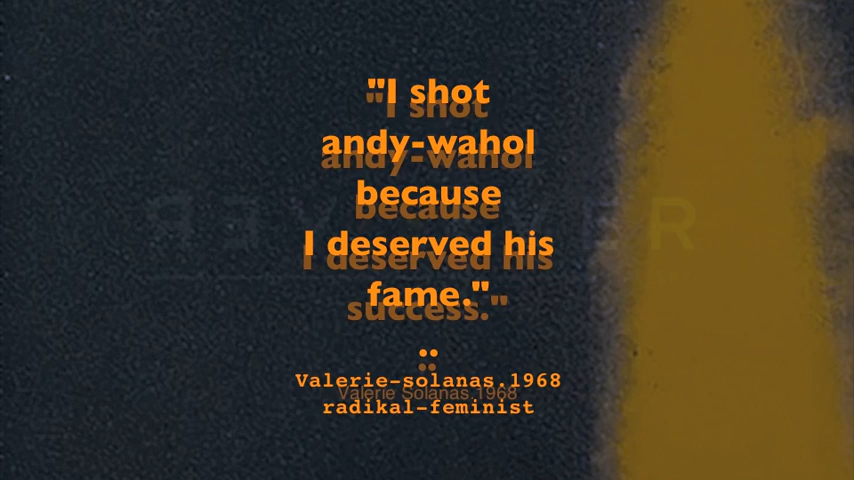 "I shot
andy-wahol
because
I deserved his
fame."
success."
Valerie-solanas.1968
Valerie Solanas.1968
radikal-feminist